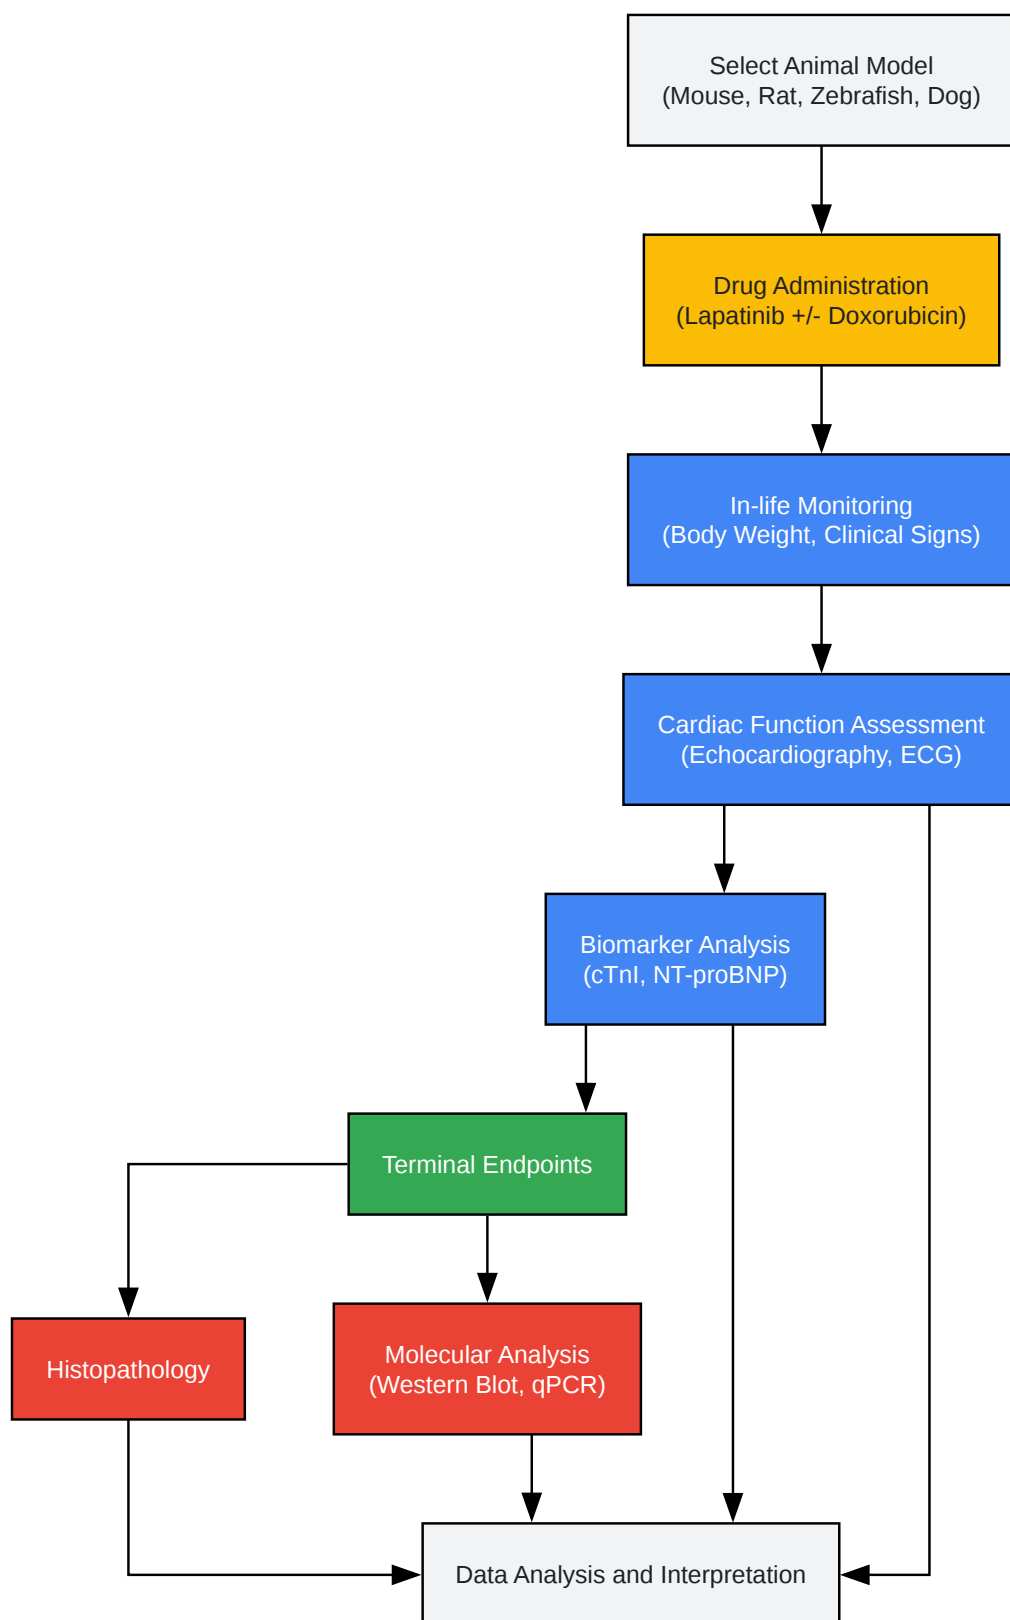 Select Animal Model
(Mouse, Rat, Zebrafish, Dog)
Drug Administration
(Lapatinib +/- Doxorubicin)
In-life Monitoring
(Body Weight, Clinical Signs)
Cardiac Function Assessment
(Echocardiography, ECG)
Biomarker Analysis
(cTnI, NT-proBNP)
Terminal Endpoints
Histopathology
Molecular Analysis
(Western Blot, qPCR)
Data Analysis and Interpretation